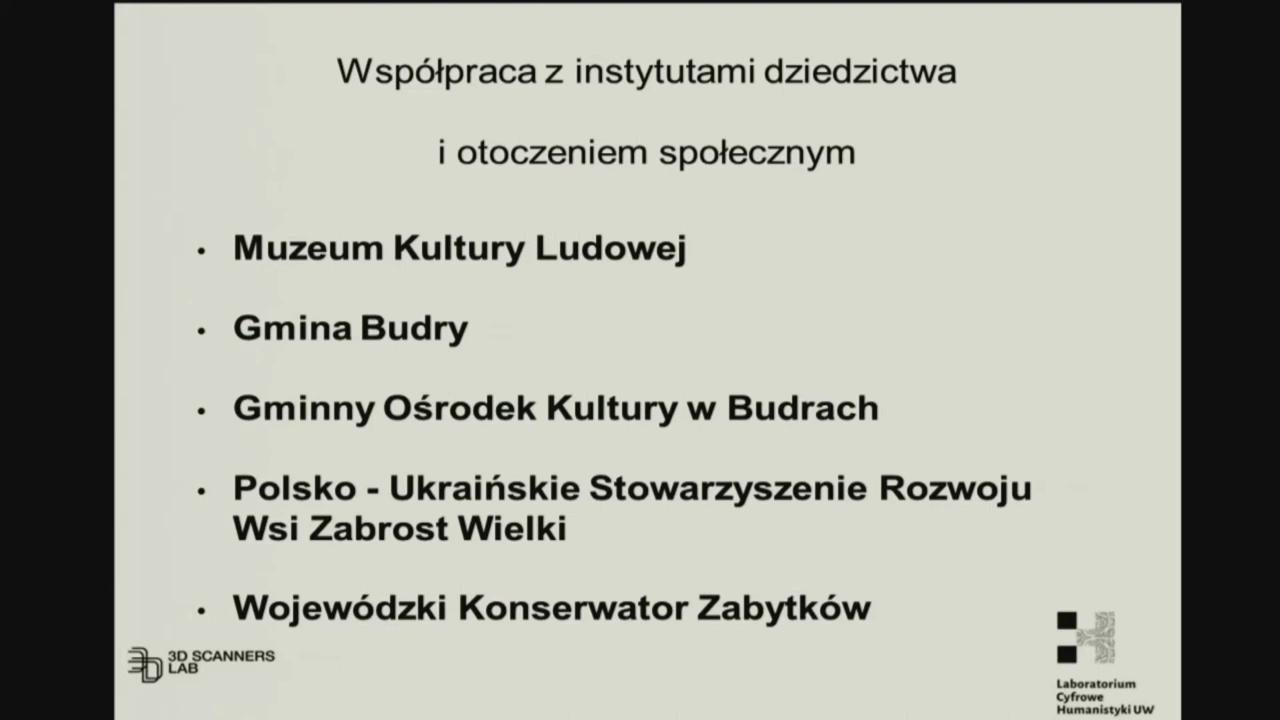 Współpraca z instytutami dziedzictwa
i otoczeniem społecznym
• Muzeum Kultury Ludowej
• Gmina Budry
• Gminny Ośrodek Kultury w Budrach
• Polsko - Ukraińskie Stowarzyszenie Rozwoju
Wsi Zabrost Wielki
• Wojewódzki Konserwator Zabytków
3D SCANNERS
LAB
Laboratorium
Cyfrowe
Humanistyki UW